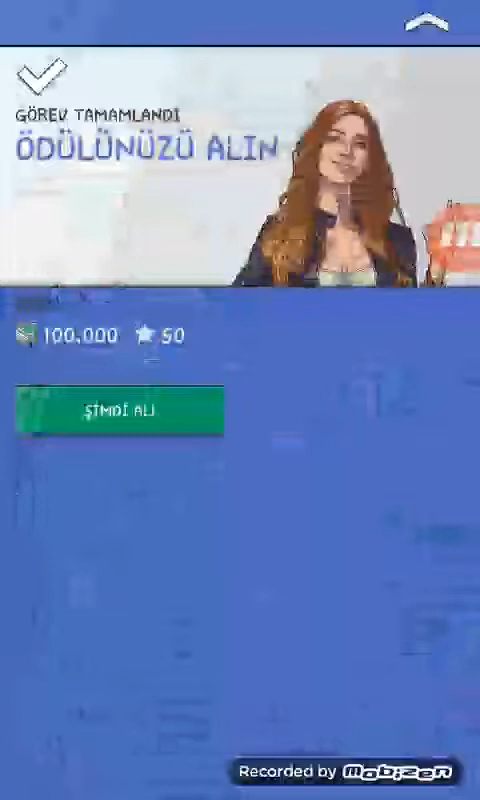 GÖREV TAMAMLANDI
ÖDÜLÜNÜZÜ ALIN
100.000 50
ŞİMDİ AL!
Recorded by Mobizen